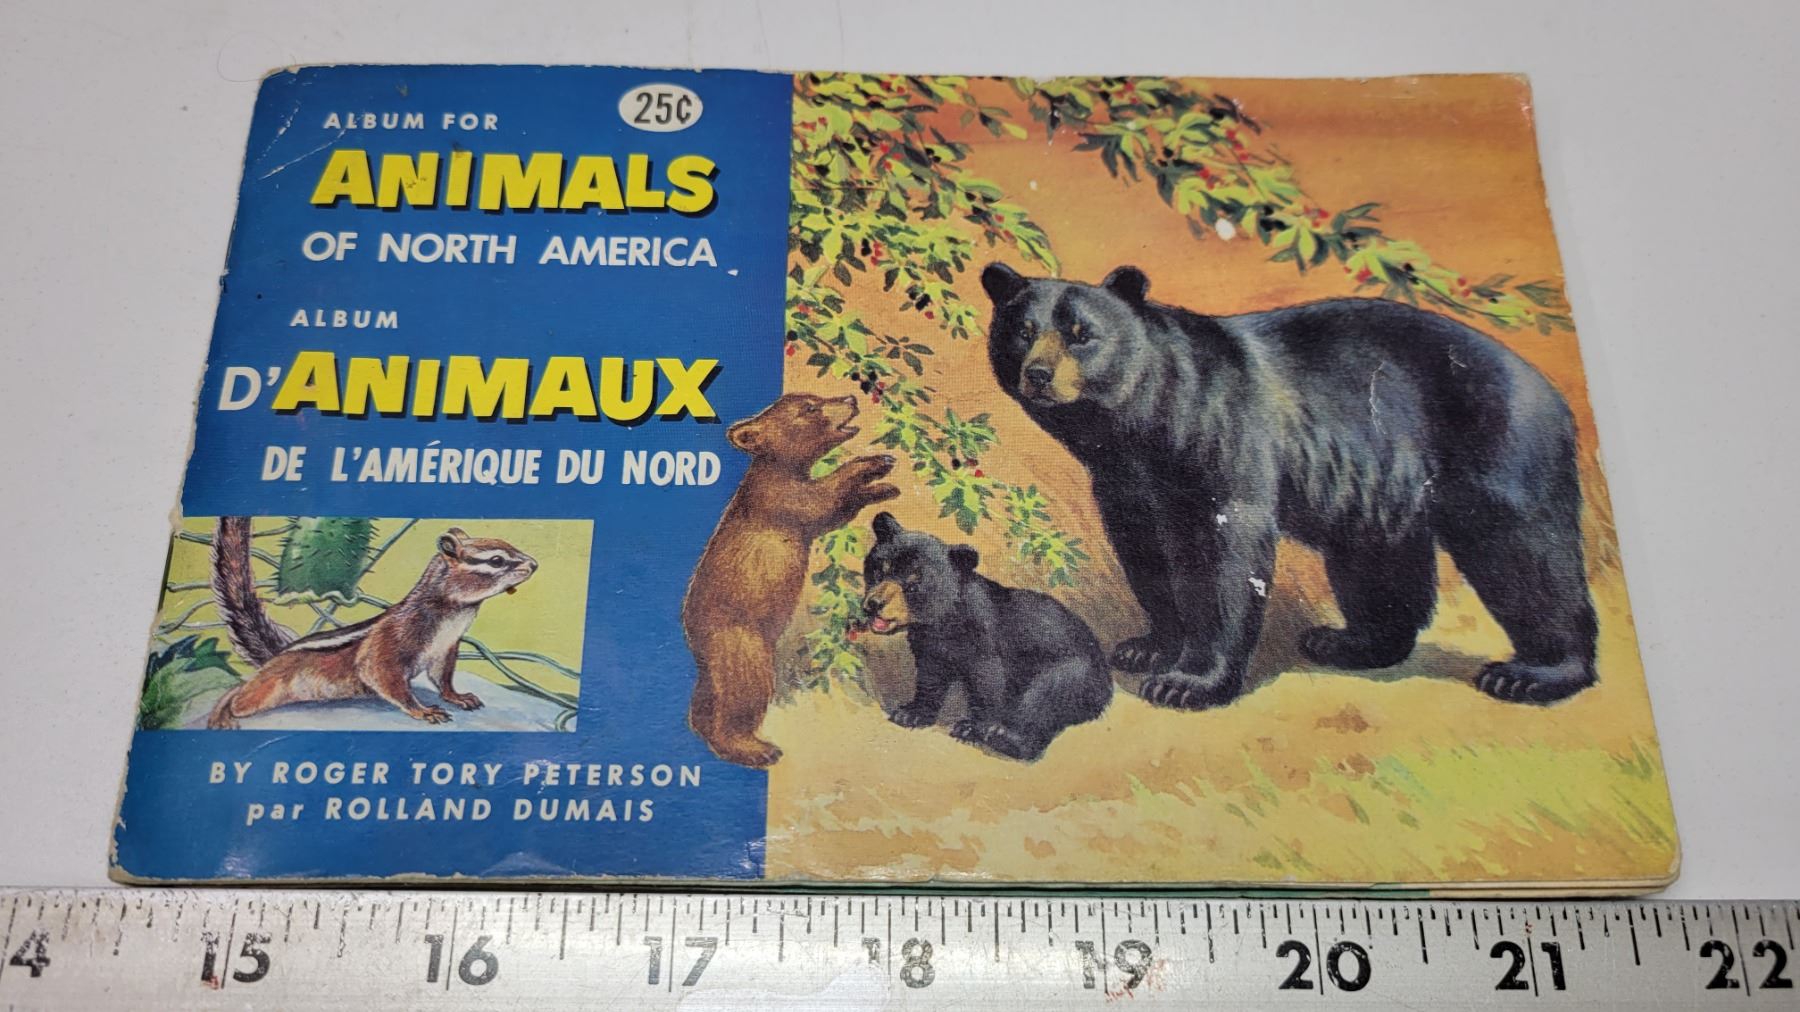 25¢
ALBUM FOR
ANIMALS
OF NORTH AMERICA
ALBUM
D'ANIMAUX
DE L'AMÉRIQUE DU NORD
BY ROGER TORY PETERSON
par ROLLAND DUMAIS
4 15 16 17 18 19 20 21 22